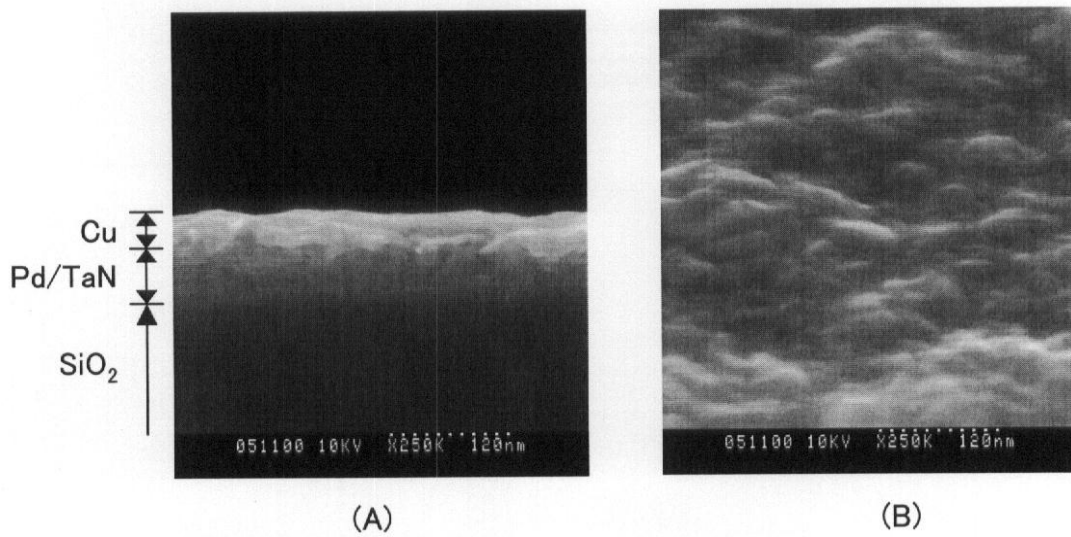 Cu
Pd/TaN
SiO₂
051100 10KV X250K 120nm
051100 10KV X250K 120nm
(A)
(B)